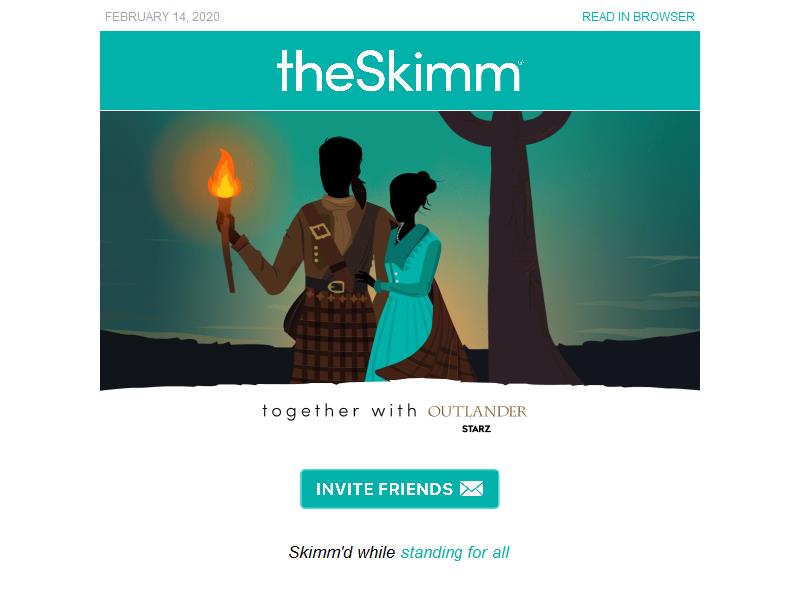 FEBRUARY 14, 2020 READ IN BROWSER
theSkimm®
together with OUTLANDER
STARZ
INVITE FRIENDS
Skimm'd while standing for all